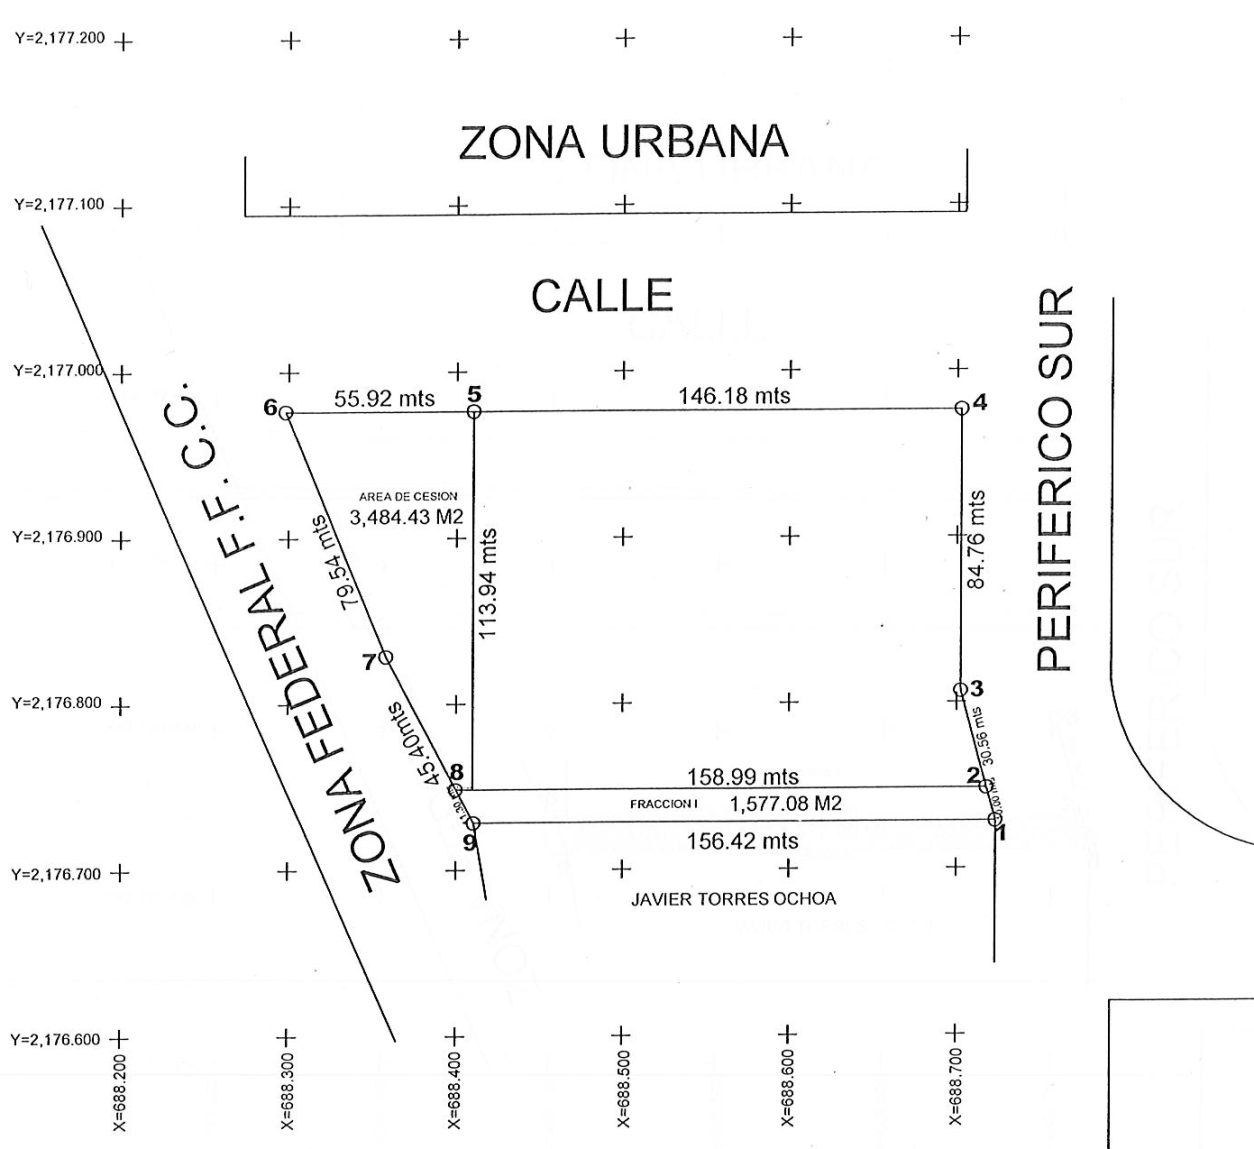 Y=2,177.200
ZONA URBANA
Y=2,177.100
CALLE
PERIFERICO SUR
Y=2,177.000
ZONA FEDERAL F.F. C.C.
6
55.92 mts
5
146.18 mts
4
AREA DE CESION
3,484.43 M2
79.54 mts
113.94 mts
84.76 mts
Y=2,176.900
7
3
Y=2,176.800
45.40mts
30.56 mts
8
158.99 mts
2
FRACCION I 1,577.08 M2
9
156.42 mts
1
Y=2,176.700
JAVIER TORRES OCHOA
Y=2,176.600
X=688.200
X=688.300
X=688.400
X=688.500
X=688.600
X=688.700